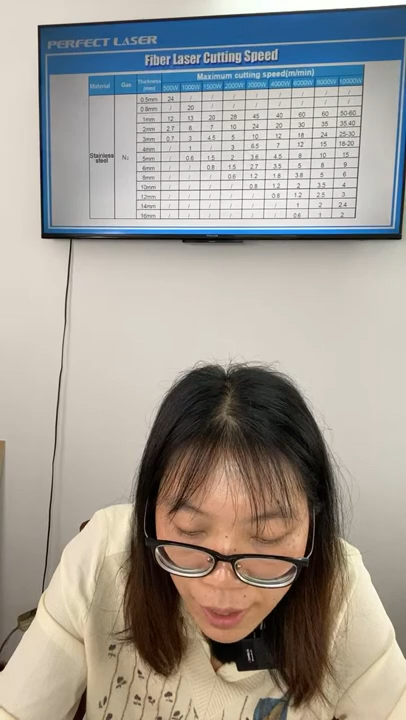 PERFECT LASER
Fiber Laser Cutting Speed
Material Gas Thickness (mm) Maximum cutting speed(m/min)
500W 1000W 1500W 2000W 3000W 4000W 6000W 8000W 10000W
Stainless steel N₂
0.5mm 24 / / / / / / / /
0.8mm / 20 / / / / / / /
1mm 12 13 20 28 45 40 60 60 50-60
2mm 2.7 6 7 10 24 20 30 35 35-40
3mm 0.7 3 4.5 5 10 12 18 24 25-30
4mm / 1 / 3 6.5 7 12 15 18-20
5mm / 0.6 1.5 2 3.6 4.5 8 10 15
6mm / / 0.8 1.5 2.7 3.5 5 8 9
8mm / / / 0.6 1.2 1.8 3.8 5 6
10mm / / / / 0.8 1.2 2 3.5 4
12mm / / / / / 0.6 1.2 2.5 3
14mm / / / / / / 1 2 2.4
16mm / / / / / / 0.6 1 2